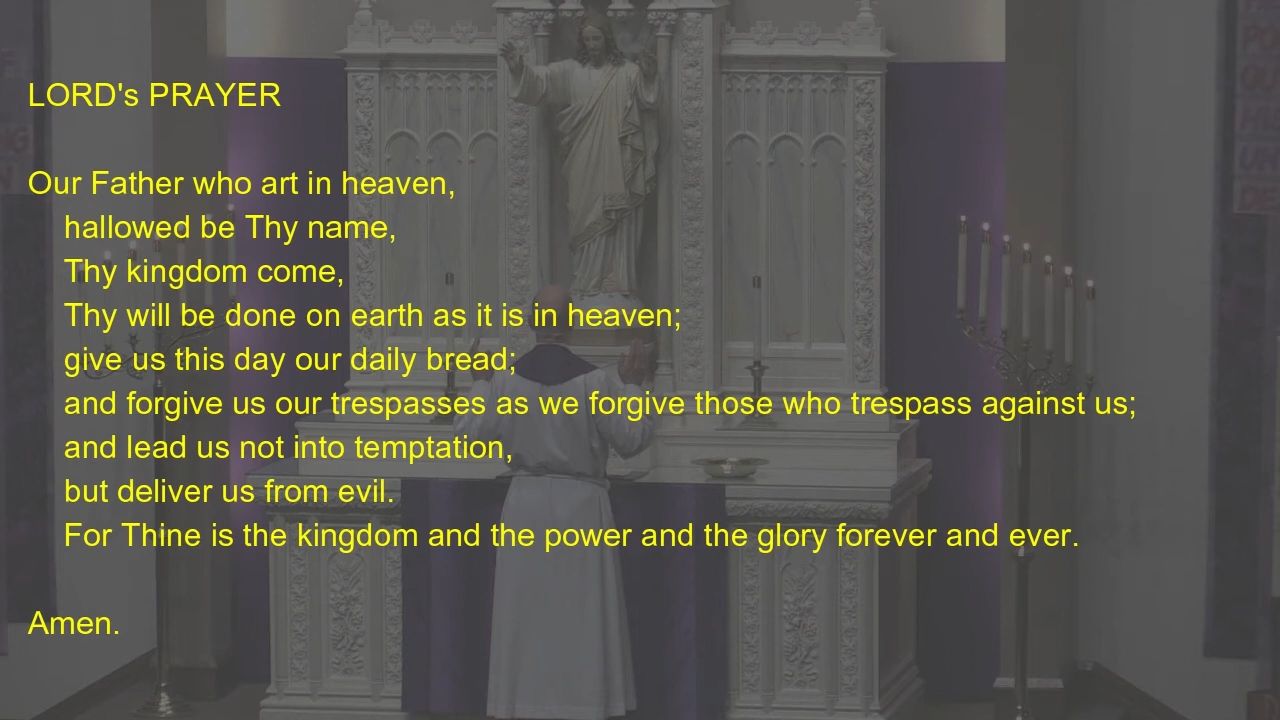 LORD's PRAYER
Our Father who art in heaven,
hallowed be Thy name,
Thy kingdom come,
Thy will be done on earth as it is in heaven;
give us this day our daily bread;
and forgive us our trespasses as we forgive those who trespass against us;
and lead us not into temptation,
but deliver us from evil.
For Thine is the kingdom and the power and the glory forever and ever.
Amen.